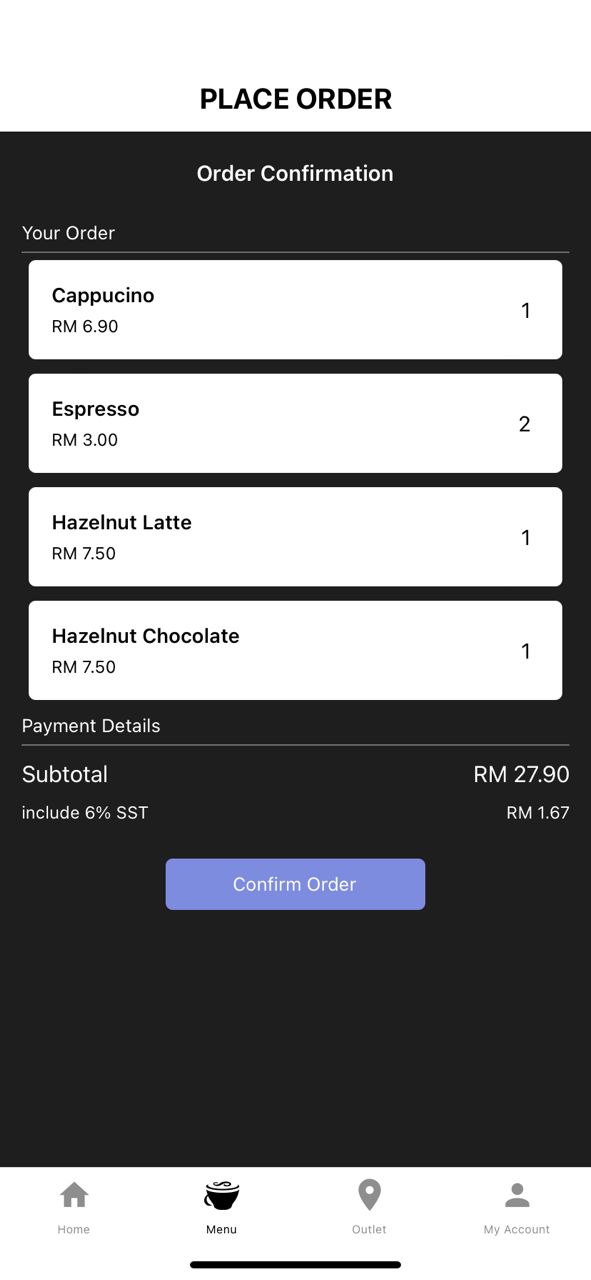 PLACE ORDER
Order Confirmation
Your Order
Cappucino
RM 6.90
1
Espresso
RM 3.00
2
Hazelnut Latte
RM 7.50
1
Hazelnut Chocolate
RM 7.50
1
Payment Details
Subtotal RM 27.90
include 6% SST RM 1.67
Confirm Order
Home Menu Outlet My Account